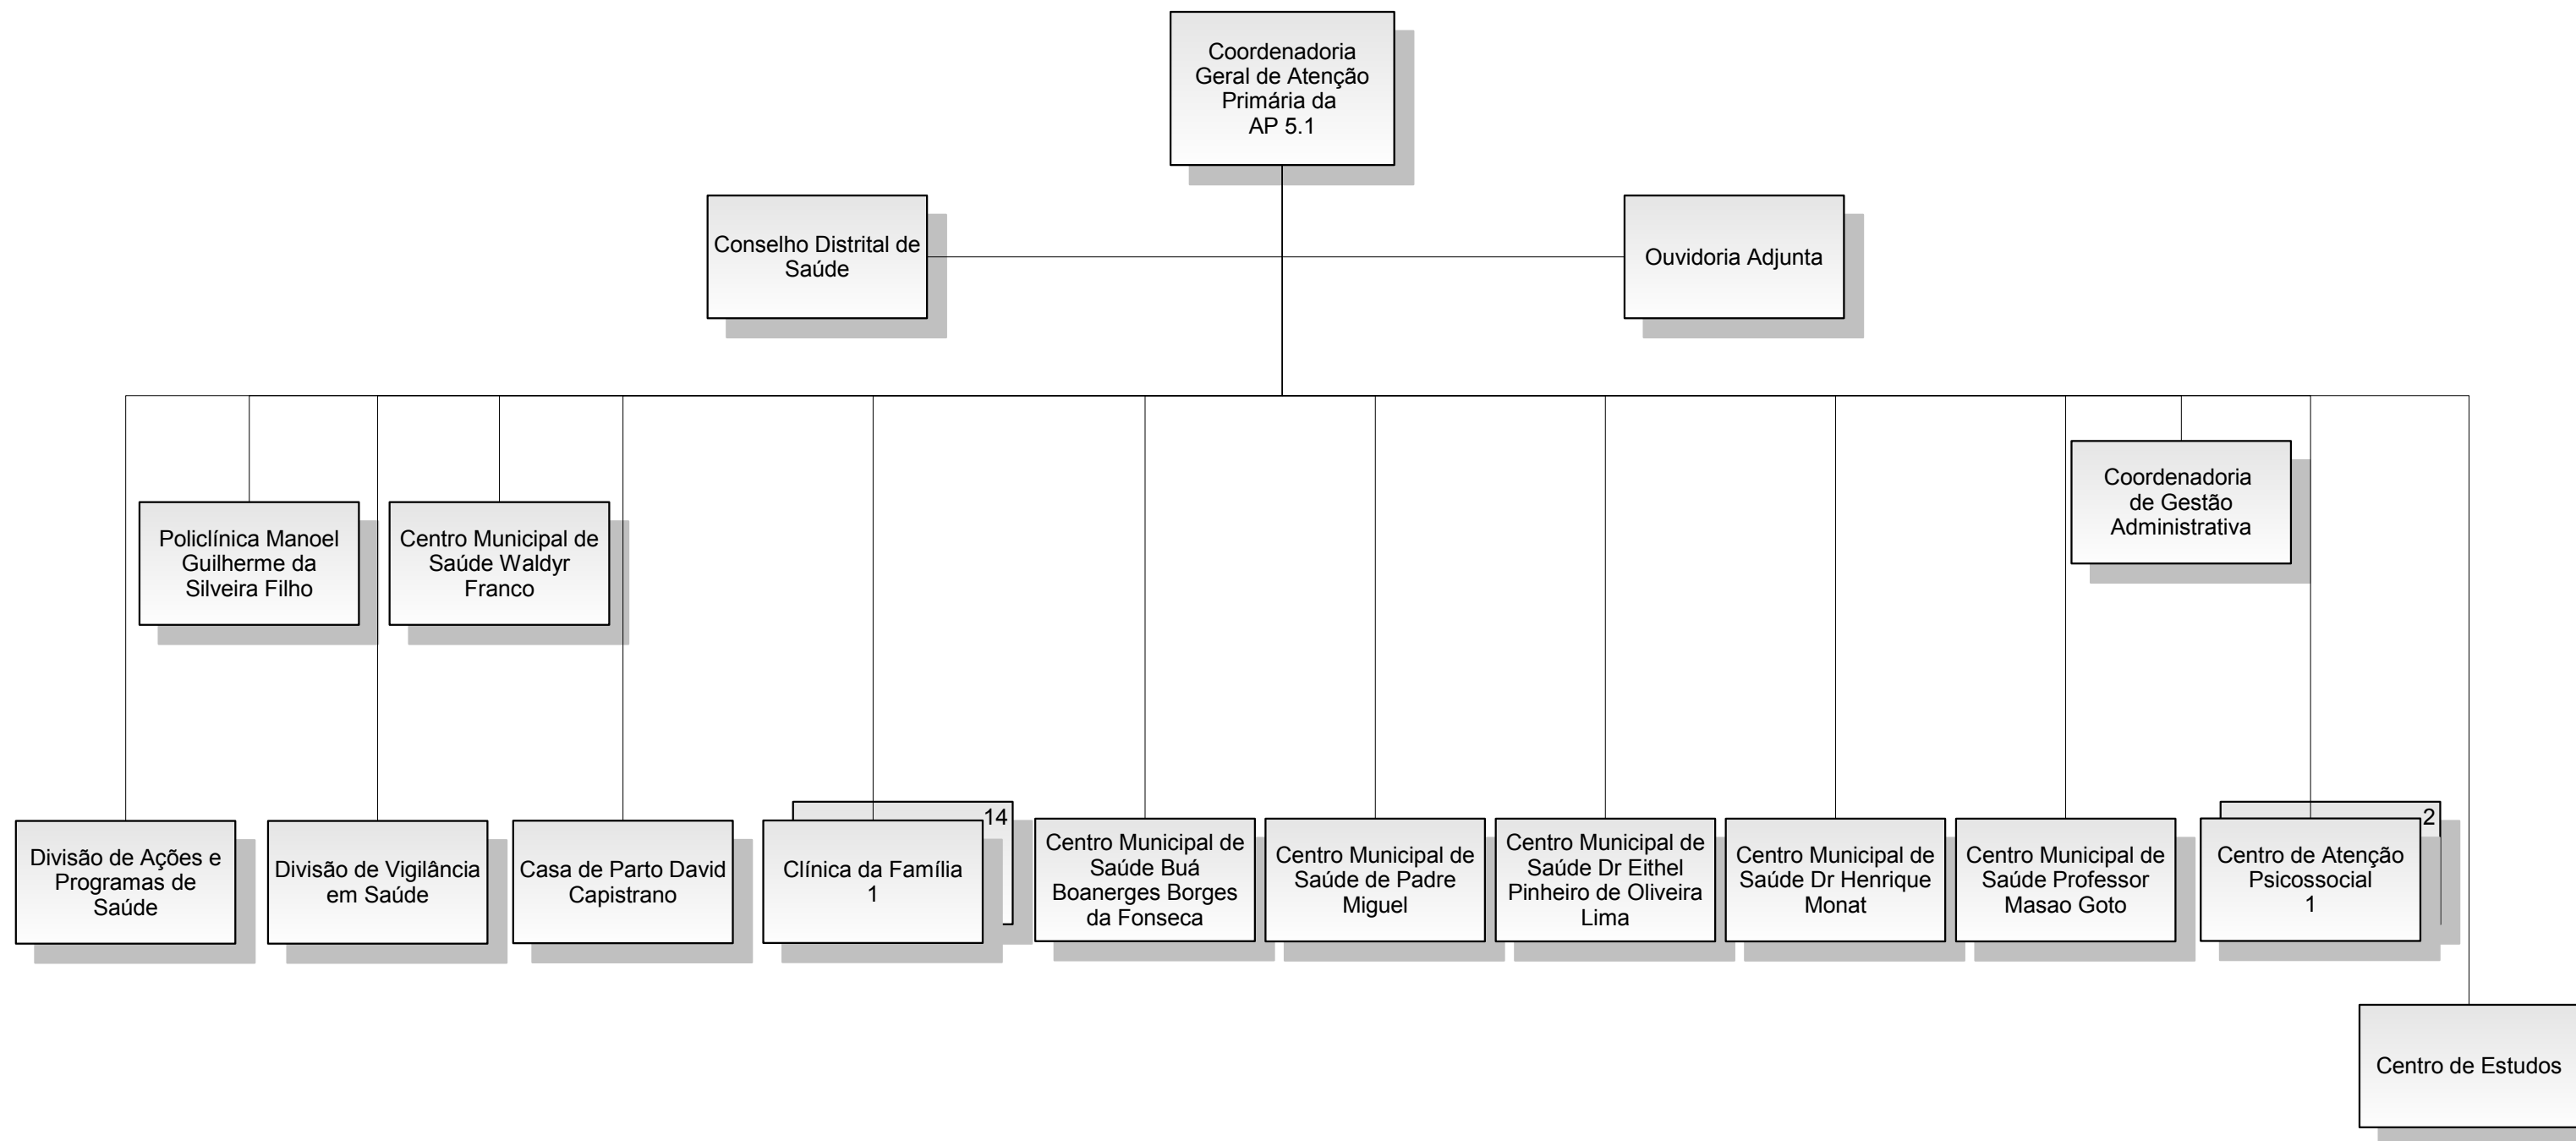 Coordenadoria
Geral de Atenção
Primária da
AP 5.1
Conselho Distrital de
Saúde
Ouvidoria Adjunta
Coordenadoria
de Gestão
Administrativa
Policlínica Manoel
Guilherme da
Silveira Filho
Centro Municipal de
Saúde Waldyr
Franco
Divisão de Ações e
Programas de
Saúde
Divisão de Vigilância
em Saúde
Casa de Parto David
Capistrano
14
Clínica da Família
1
Centro Municipal de
Saúde Buá
Boanerges Borges
da Fonseca
Centro Municipal de
Saúde de Padre
Miguel
Centro Municipal de
Saúde Dr Eithel
Pinheiro de Oliveira
Lima
Centro Municipal de
Saúde Dr Henrique
Monat
Centro Municipal de
Saúde Professor
Masao Goto
2
Centro de Atenção
Psicossocial
1
Centro de Estudos